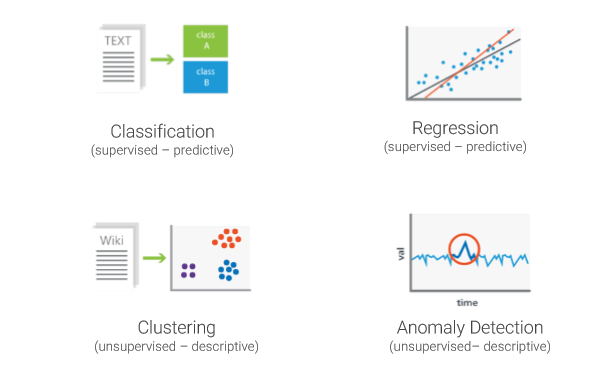 TEXT
class
A
class
B
Classification
(supervised – predictive)
Regression
(supervised – predictive)
Wiki
Clustering
(unsupervised – descriptive)
val
time
Anomaly Detection
(unsupervised– descriptive)